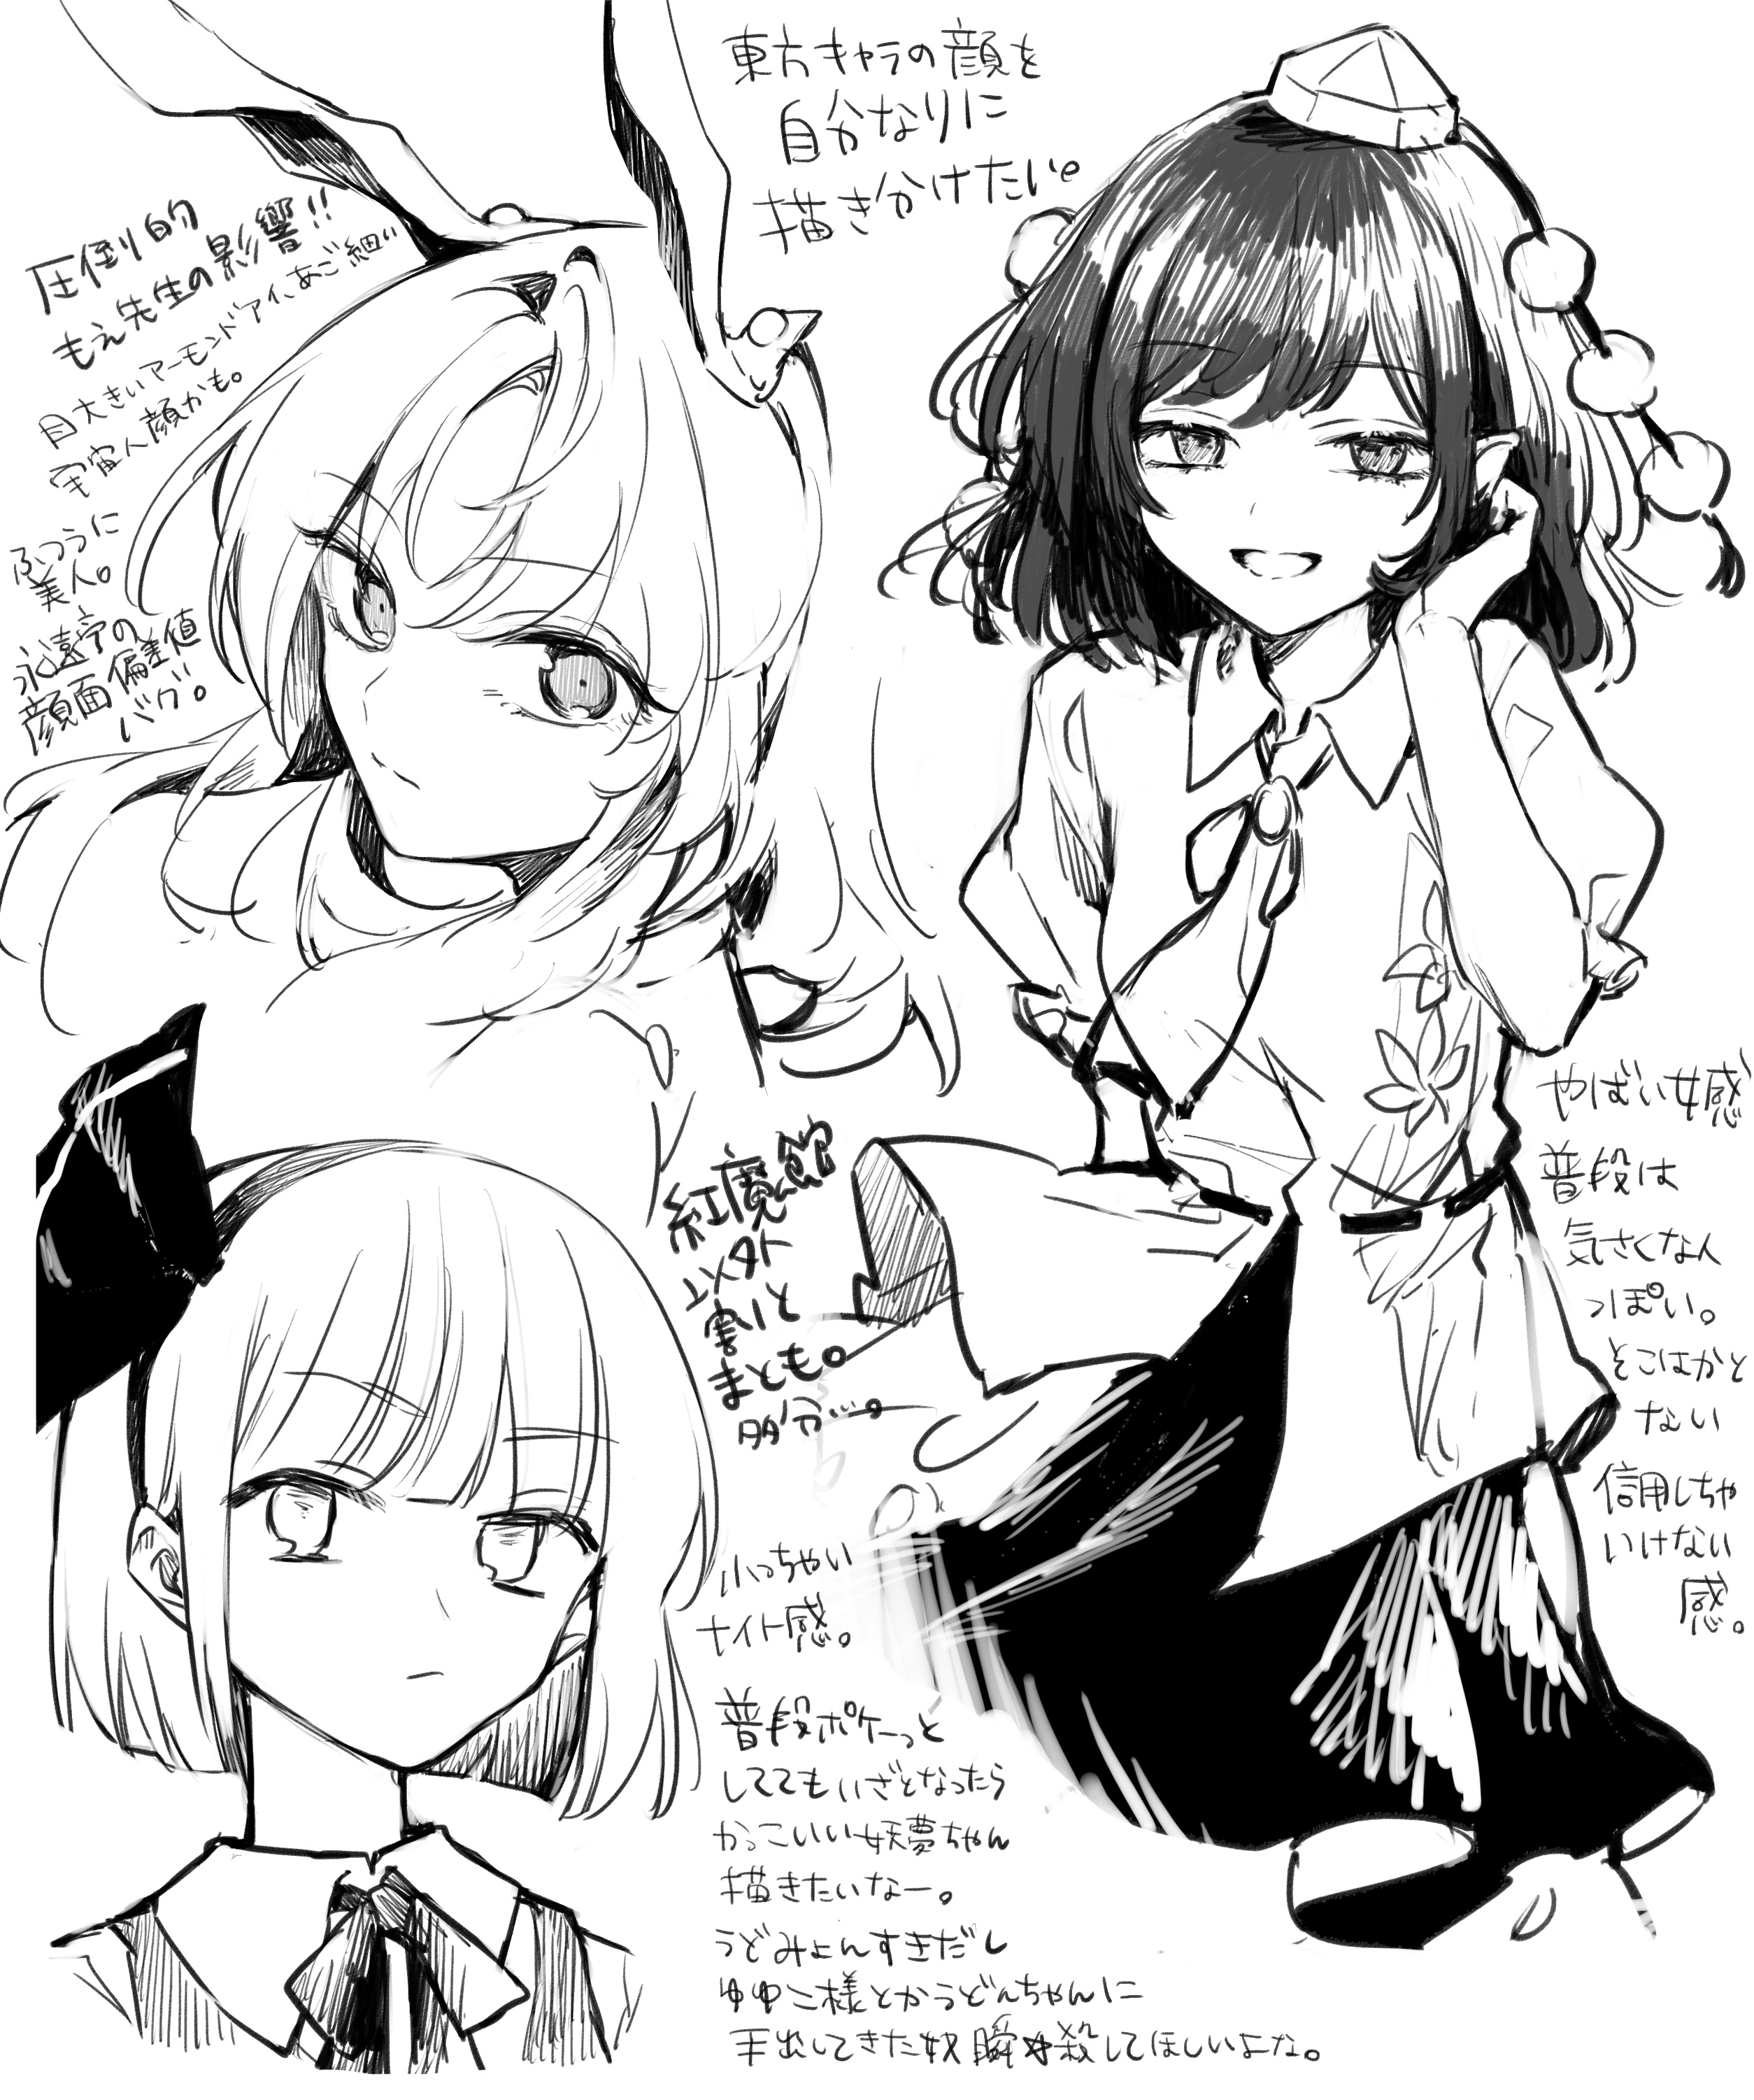 東方キャラの顔を
自分なりに
描き分けたい。
圧倒的
もえ先生の影響!!
目大きいアーモンドアイ、あご細い
宇宙人顔かも。
ふつうに
美人。
永遠亭の
顔面偏差値
バグ。
やばい女感
普段は
気さくな人
っぽい。
そこはかと
ない
信用しちゃ
いけない
感。
紅魔館
以外
割と
まとも。
多分…。
小っちゃい
ナイト感。
普段ポケーっと
しててもいざとなったら
かっこいい妖夢ちゃん
描きたいなー。
うどみょんすきだし
ゆゆこ様とかうどんちゃんに
手出してきた奴瞬☆殺してほしいよな。